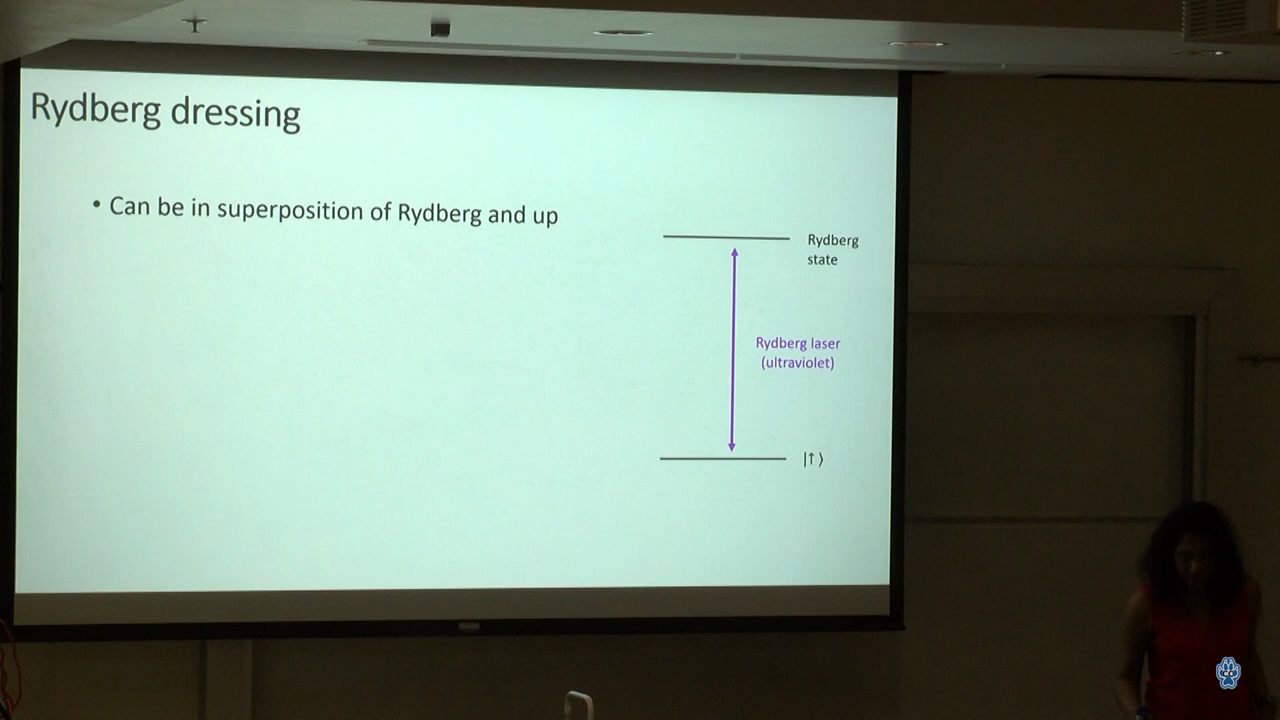 Rydberg dressing
• Can be in superposition of Rydberg and up
Rydberg
state
Rydberg laser
(ultraviolet)
|↑⟩